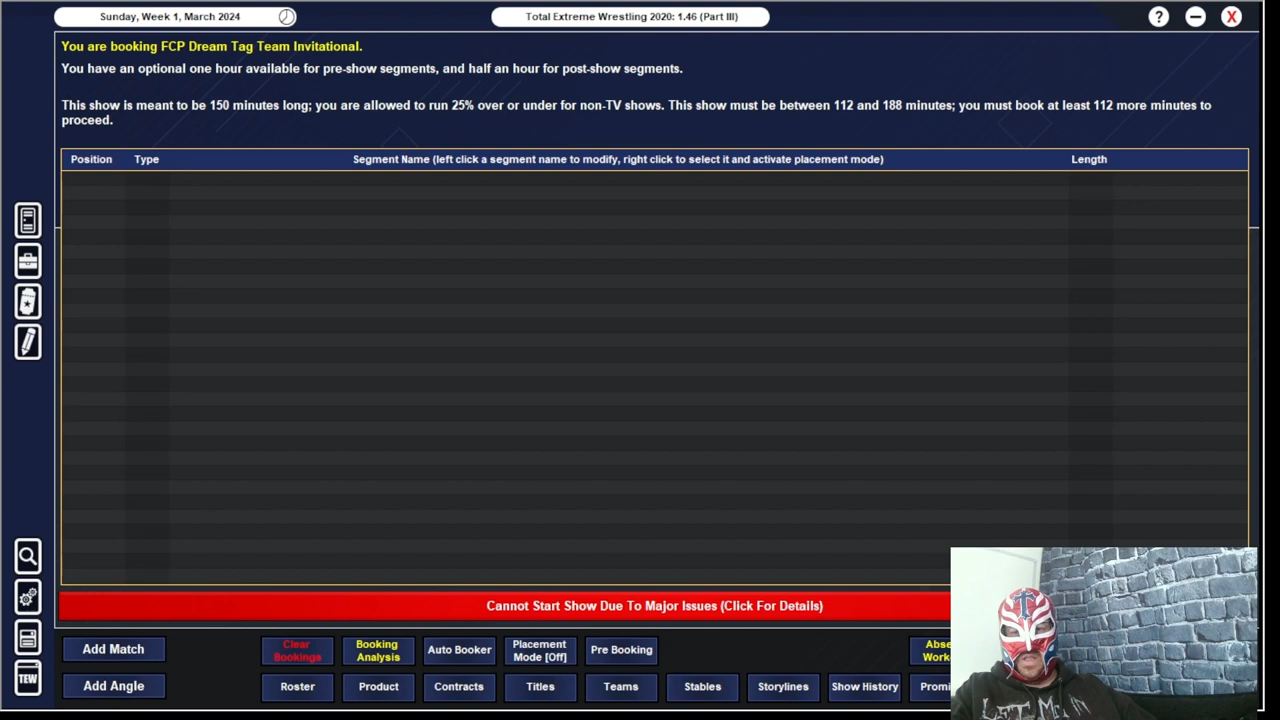 Sunday, Week 1, March 2024
Total Extreme Wrestling 2020: 1.46 (Part III)
?
X
You are booking FCP Dream Tag Team Invitational.
You have an optional one hour available for pre-show segments, and half an hour for post-show segments.
This show is meant to be 150 minutes long; you are allowed to run 25% over or under for non-TV shows. This show must be between 112 and 188 minutes; you must book at least 112 more minutes to
proceed.
Position Type Segment Name (left click a segment name to modify, right click to select it and activate placement mode) Length
Cannot Start Show Due To Major Issues (Click For Details)
Add Match
Clear
Bookings
Booking
Analysis
Auto Booker
Placement
Mode [Off]
Pre Booking
Abse
Work
TEW
Add Angle
Roster
Product
Contracts
Titles
Teams
Stables
Storylines
Show History
Promi
LET ME IN